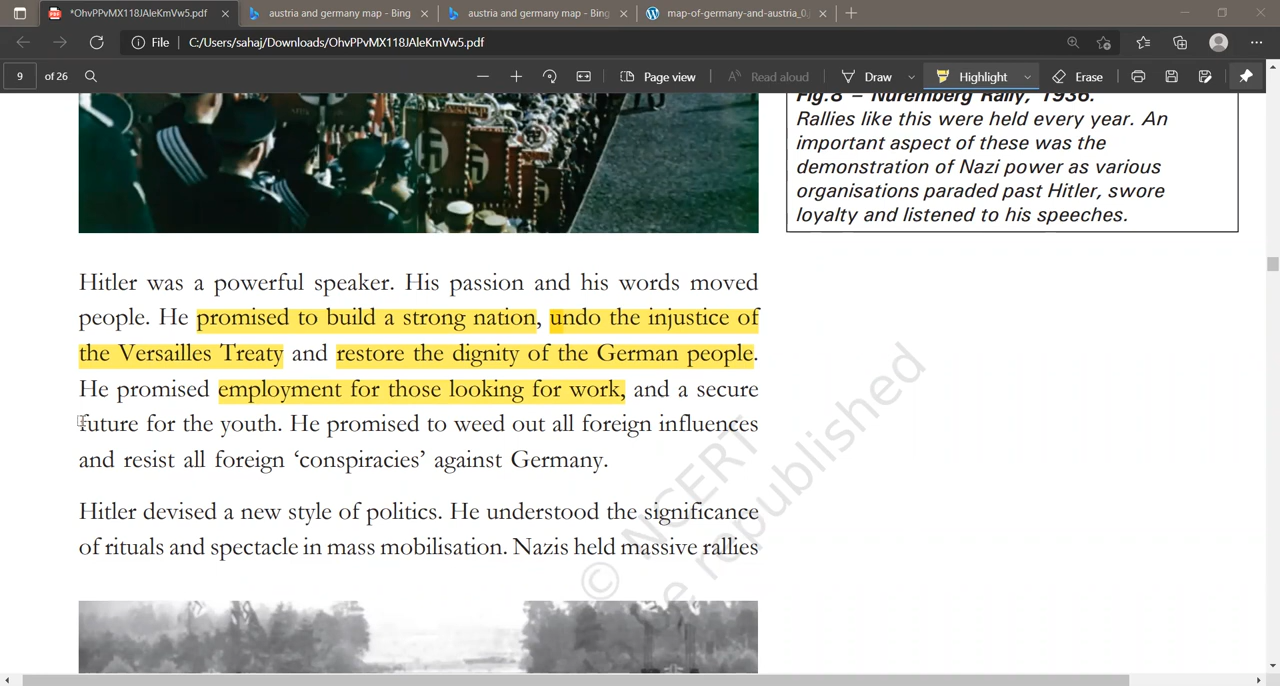 *OhvPPvMX118JAleKmVw5.pdf
austria and germany map - Bing
austria and germany map - Bing
map-of-germany-and-austria_0.
File
C:/Users/sahaj/Downloads/OhvPPvMX118JAleKmVw5.pdf
9 of 26
Page view
Read aloud
Draw
Highlight
Erase
Fig.8 – Nuremberg Rally, 1936.
Rallies like this were held every year. An
important aspect of these was the
demonstration of Nazi power as various
organisations paraded past Hitler, swore
loyalty and listened to his speeches.
Hitler was a powerful speaker. His passion and his words moved
people. He promised to build a strong nation, undo the injustice of
the Versailles Treaty and restore the dignity of the German people.
He promised employment for those looking for work, and a secure
future for the youth. He promised to weed out all foreign influences
and resist all foreign ‘conspiracies’ against Germany.
Hitler devised a new style of politics. He understood the significance
of rituals and spectacle in mass mobilisation. Nazis held massive rallies
© NCERT
e republished